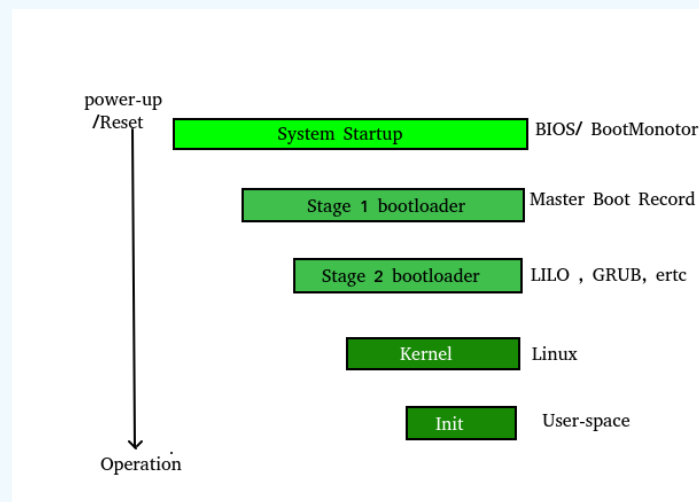 power-up
/Reset
System Startup
BIOS/ BootMonotor
Stage 1 bootloader
Master Boot Record
Stage 2 bootloader
LILO , GRUB, ertc
Kernel
Linux
Init
User-space
Operation